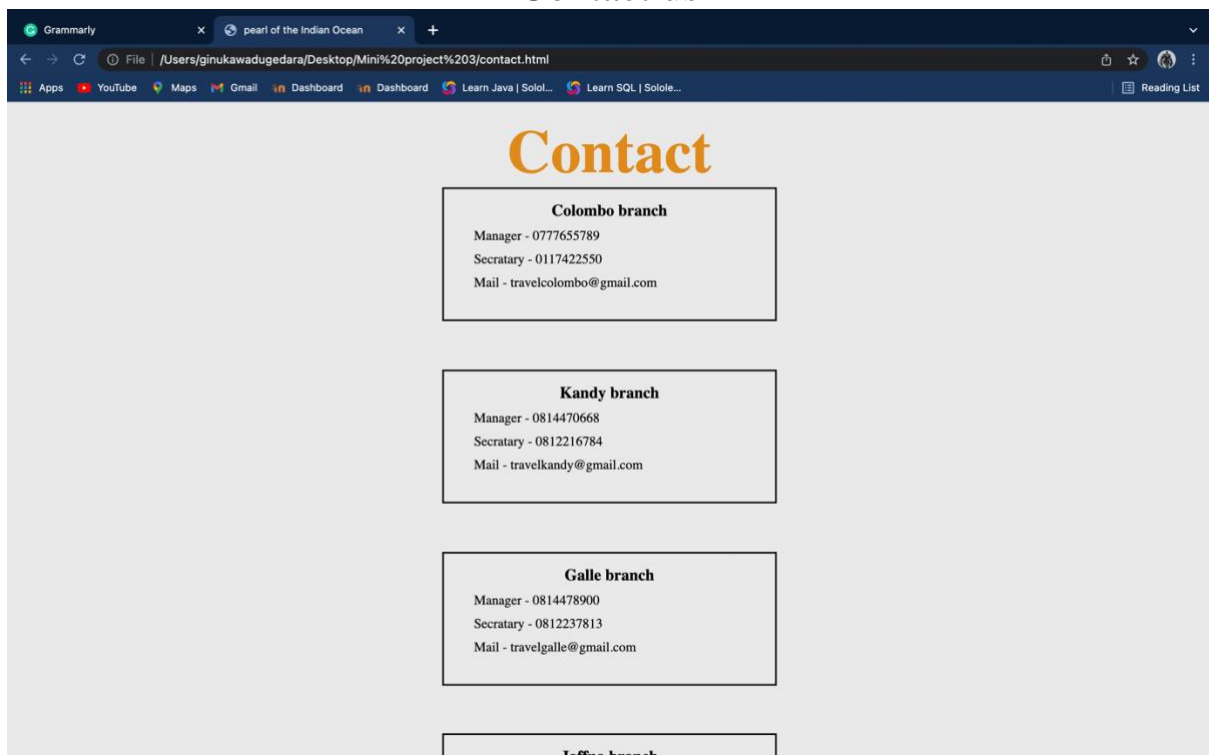 Grammarly
pearl of the Indian Ocean
File | /Users/ginukawadugedara/Desktop/Mini%20project%203/contact.html
Apps YouTube Maps Gmail Dashboard Dashboard Learn Java | Solol... Learn SQL | Solole... Reading List
Contact
Colombo branch
Manager - 0777655789
Secratary - 0117422550
Mail - travelcolombo@gmail.com
Kandy branch
Manager - 0814470668
Secratary - 0812216784
Mail - travelkandy@gmail.com
Galle branch
Manager - 0814478900
Secratary - 0812237813
Mail - travelgalle@gmail.com
Jaffna branch